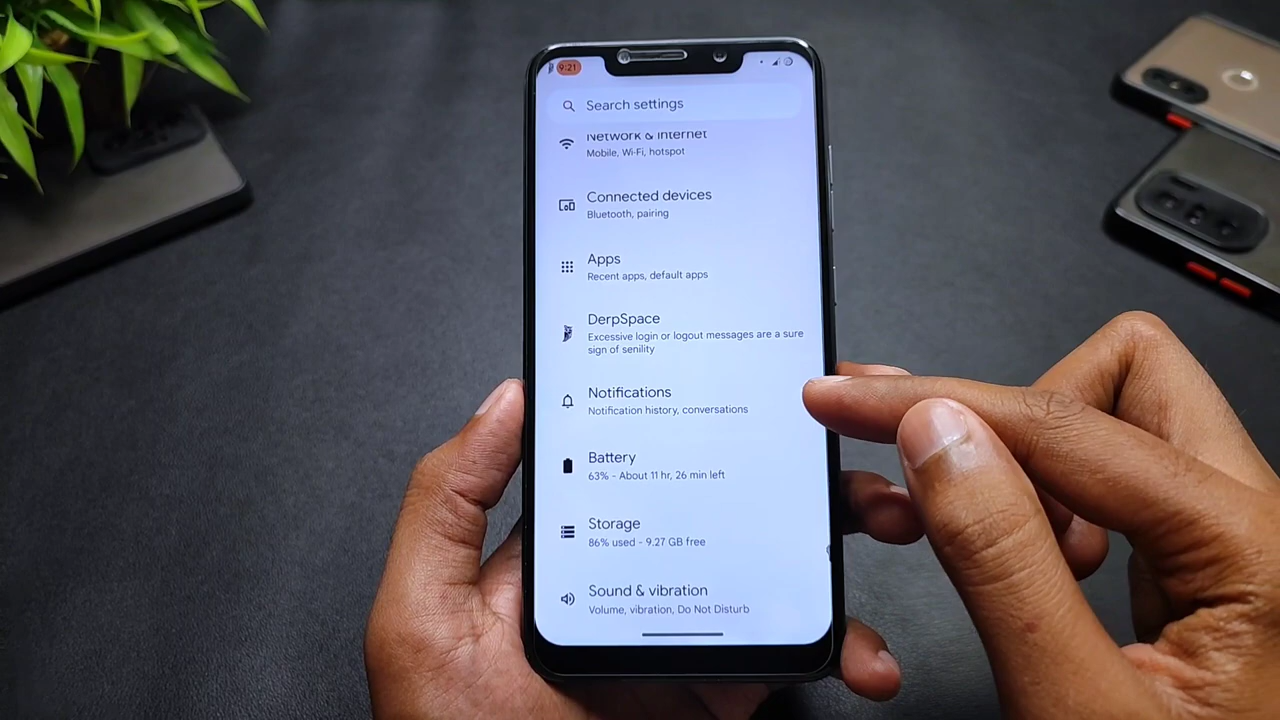 9:21
Search settings
Network & Internet
Mobile, Wi-Fi, hotspot
Connected devices
Bluetooth, pairing
Apps
Recent apps, default apps
DerpSpace
Excessive login or logout messages are a sure
sign of senility
Notifications
Notification history, conversations
Battery
63% - About 11 hr, 26 min left
Storage
86% used - 9.27 GB free
Sound & vibration
Volume, vibration, Do Not Disturb